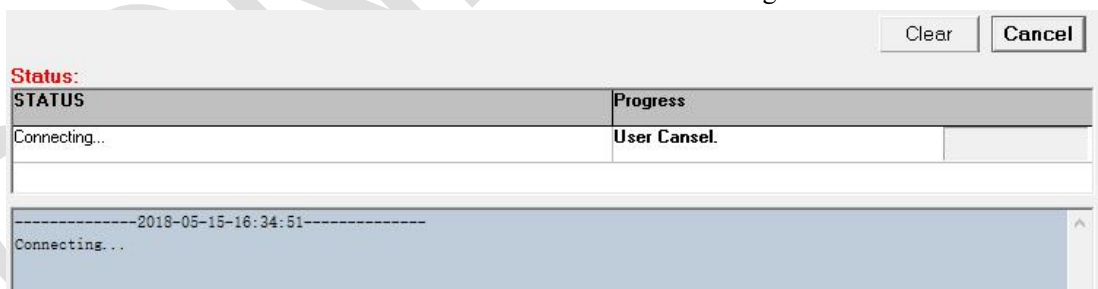 Clear Cancel
Status:
STATUS Progress
Connecting... User Cansel.
--------------2018-05-15-16:34:51--------------
Connecting...